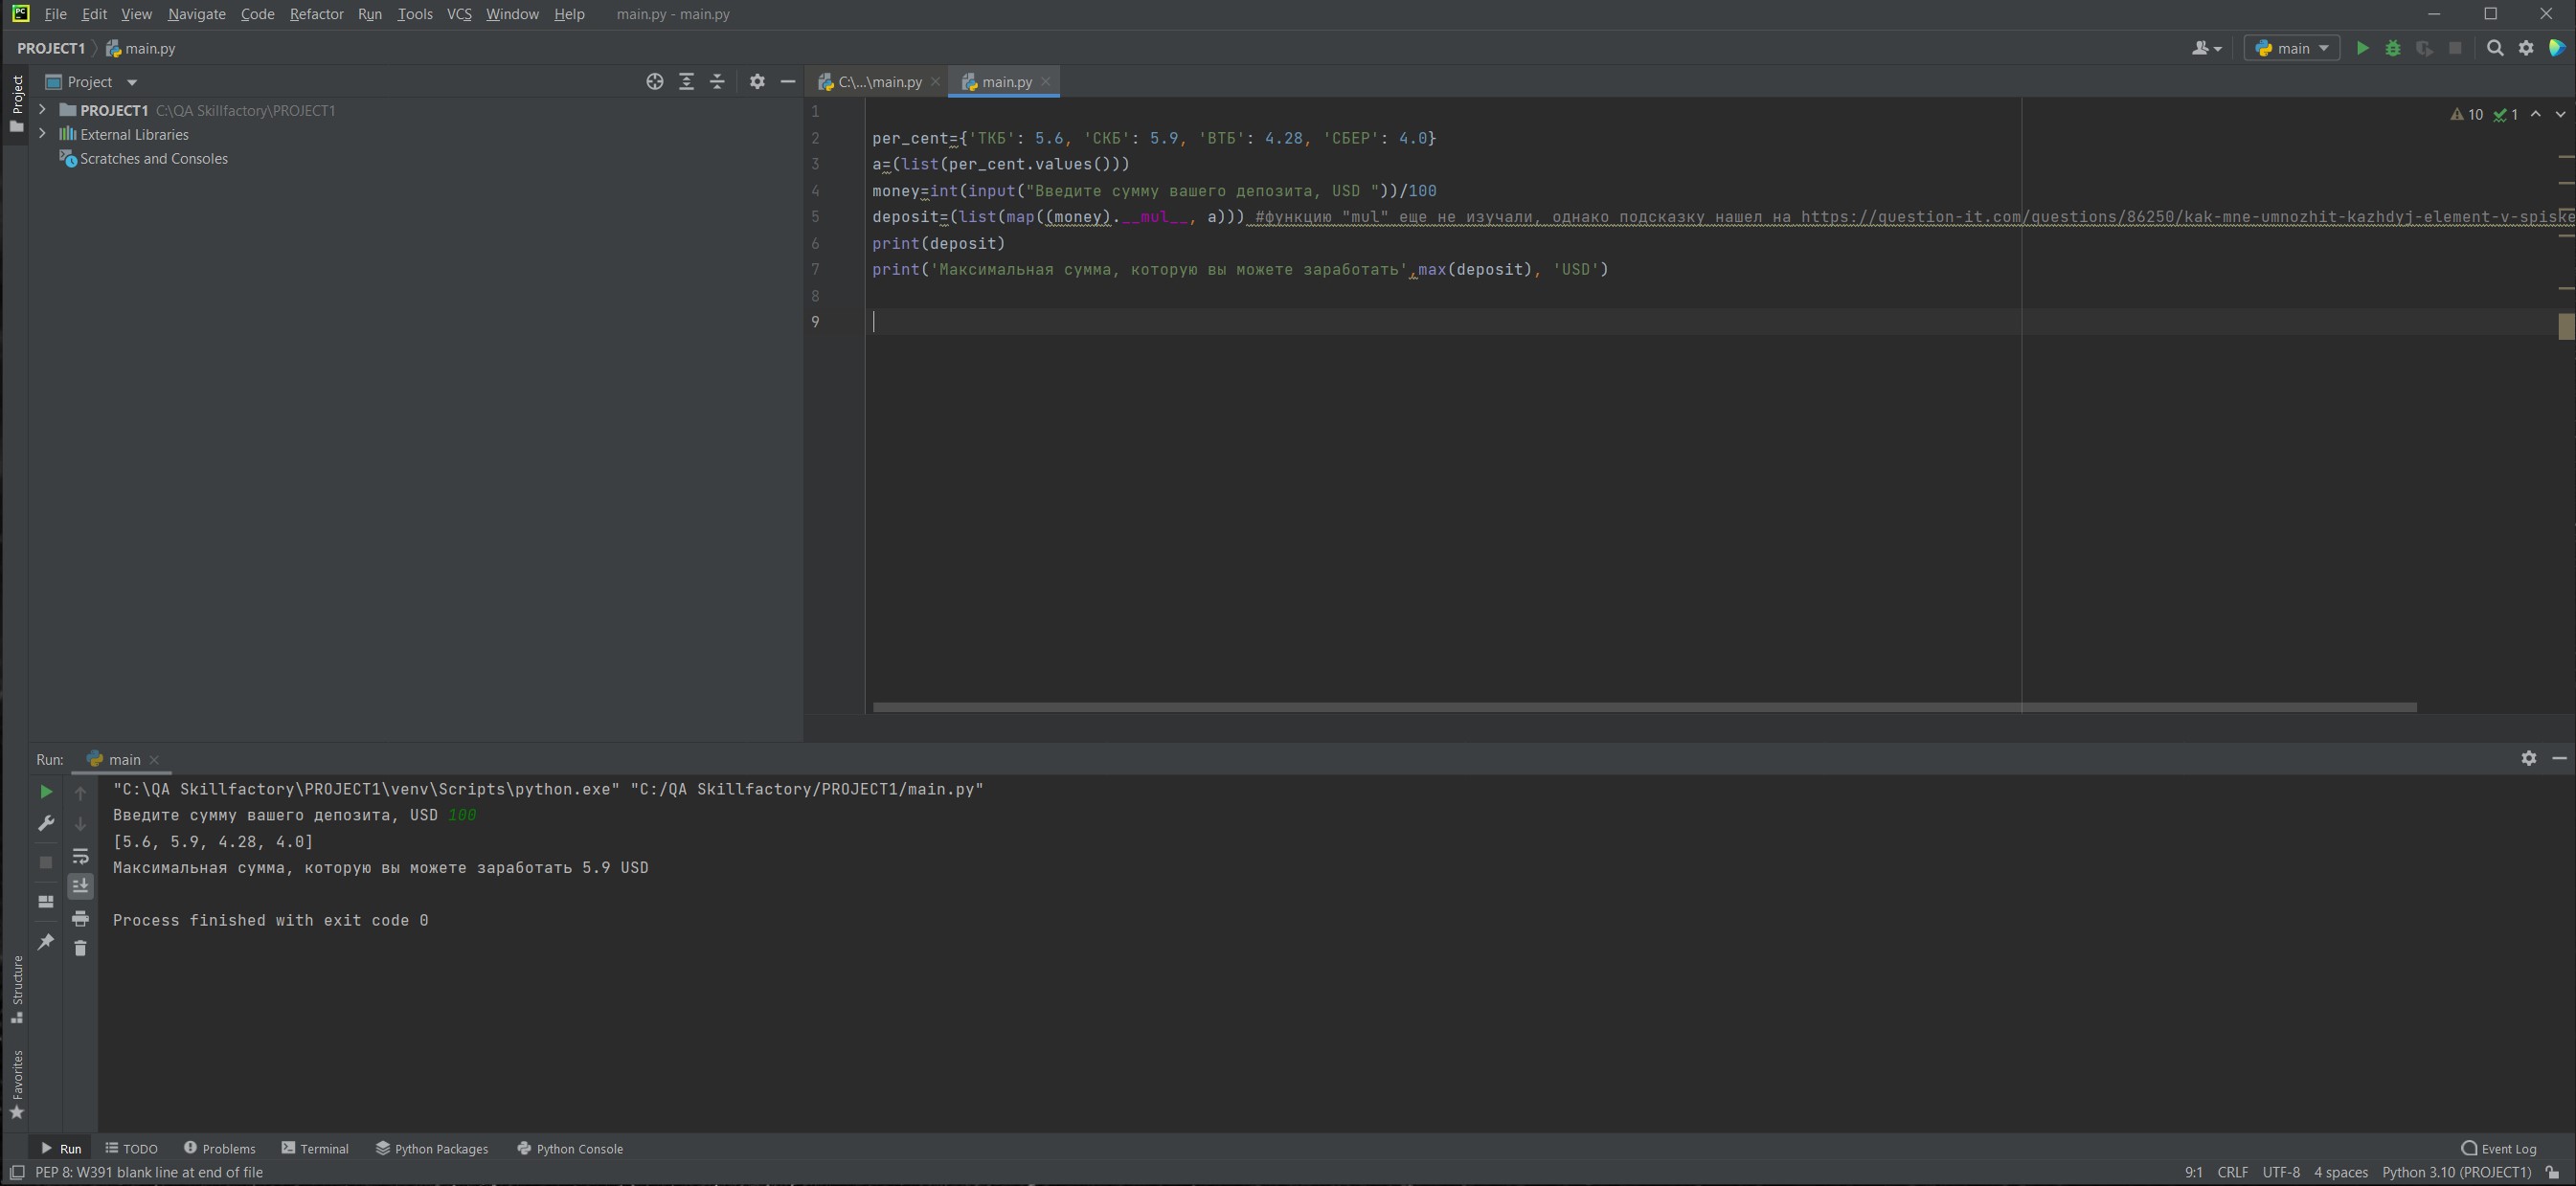 File Edit View Navigate Code Refactor Run Tools VCS Window Help main.py - main.py
PROJECT1 main.py
main
Project
Project
C:\...\main.py
main.py
PROJECT1 C:\QA Skillfactory\PROJECT1
External Libraries
Scratches and Consoles
10 1
1
2 per_cent={'ТКБ': 5.6, 'СКБ': 5.9, 'ВТБ': 4.28, 'СБЕР': 4.0}
3 a=(list(per_cent.values()))
4 money=int(input("Введите сумму вашего депозита, USD "))/100
5 deposit=(list(map((money).__mul__, a))) #функцию "mul" еще не изучали, однако подсказку нашел на https://question-it.com/questions/86250/kak-mne-umnozhit-kazhdyj-element-v-spiske
6 print(deposit)
7 print('Максимальная сумма, которую вы можете заработать',max(deposit), 'USD')
8
9
Run: main
"C:\QA Skillfactory\PROJECT1\venv\Scripts\python.exe" "C:/QA Skillfactory/PROJECT1/main.py"
Введите сумму вашего депозита, USD 100
[5.6, 5.9, 4.28, 4.0]
Максимальная сумма, которую вы можете заработать 5.9 USD
Process finished with exit code 0
Structure
Favorites
Run TODO Problems Terminal Python Packages Python Console Event Log
PEP 8: W391 blank line at end of file 9:1 CRLF UTF-8 4 spaces Python 3.10 (PROJECT1)